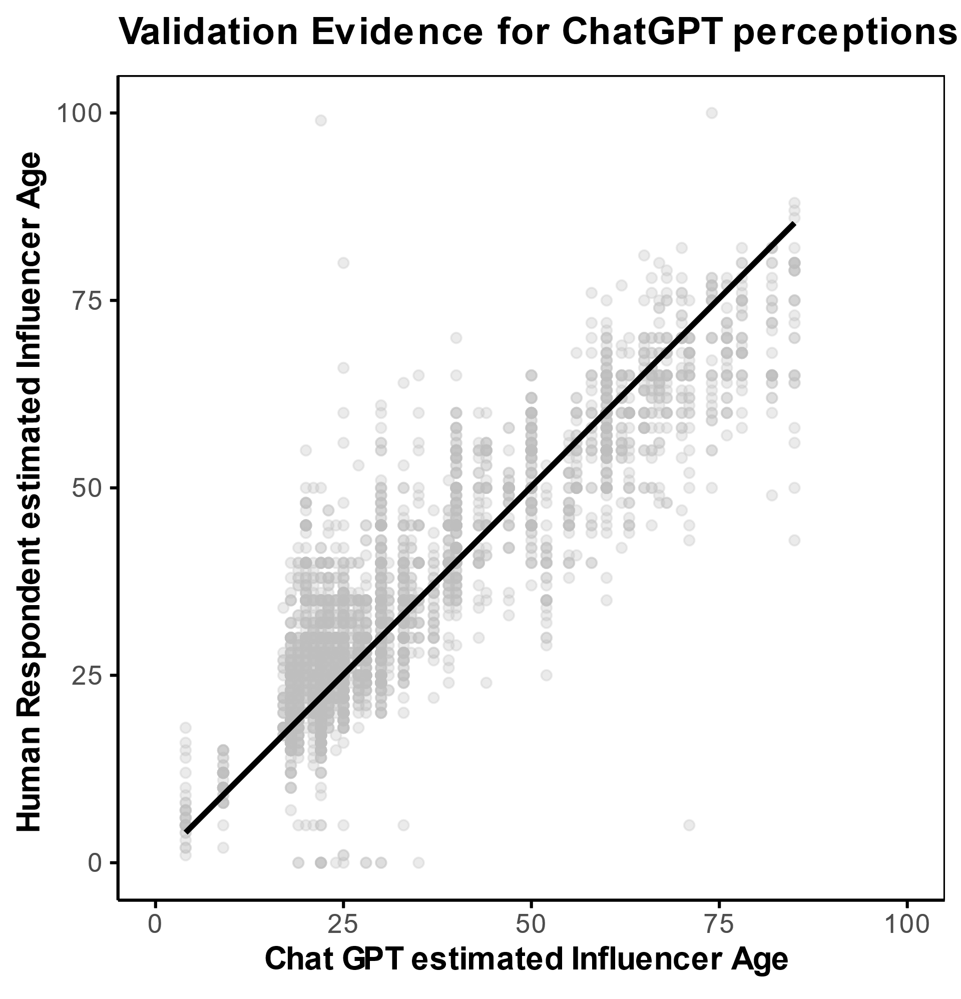 Validation Evidence for ChatGPT perceptions
Human Respondent estimated Influencer Age
100
75
50
25
0
0 25 50 75 100
Chat GPT estimated Influencer Age